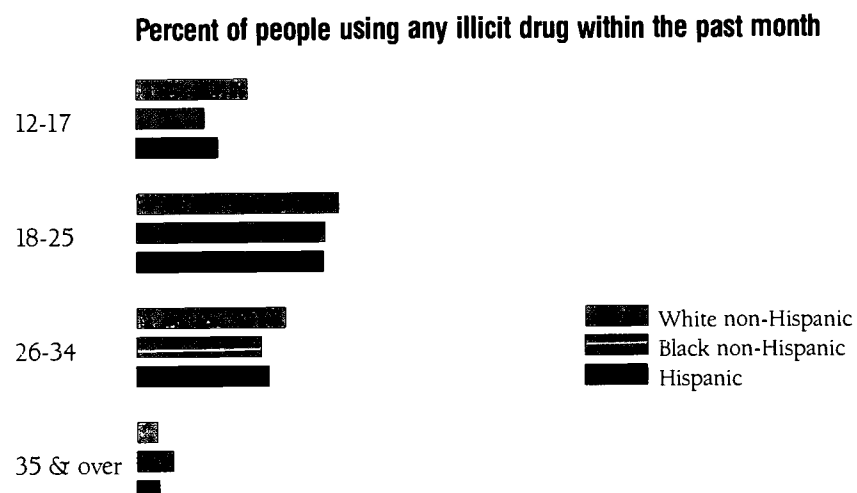 Percent of people using any illicit drug within the past month
12-17
18-25
26-34
35 & over
White non-Hispanic
Black non-Hispanic
Hispanic